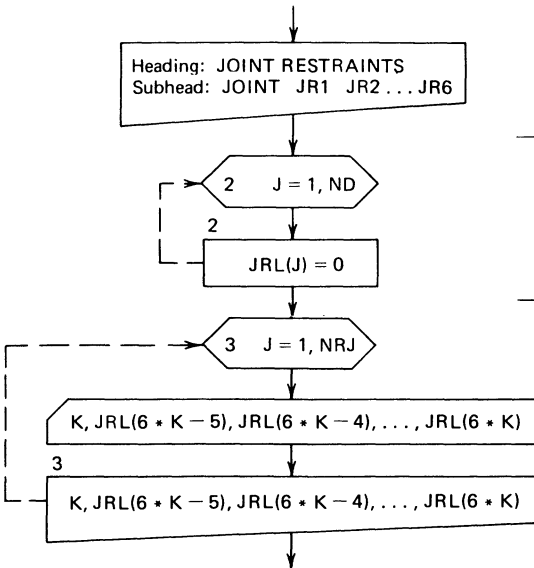 Heading: JOINT RESTRAINTS
Subhead: JOINT JR1 JR2 . . . JR6
2 J = 1, ND
2
JRL(J) = 0
3 J = 1, NRJ
K, JRL(6 * K − 5), JRL(6 * K − 4), . . . , JRL(6 * K)
3
K, JRL(6 * K − 5), JRL(6 * K − 4), . . . , JRL(6 * K)